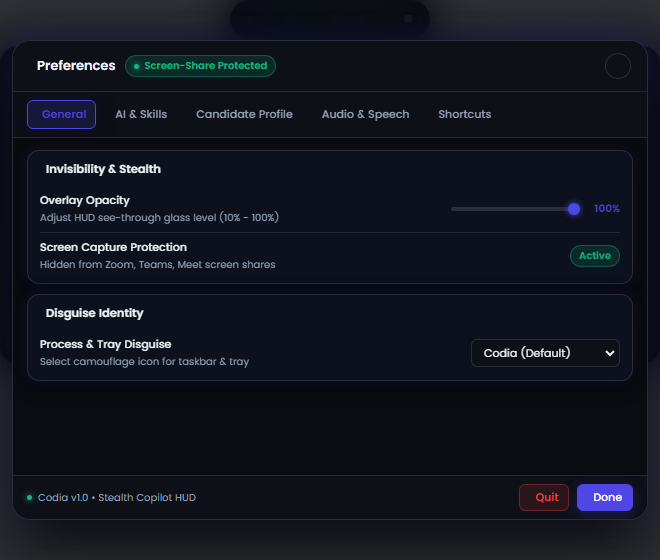 Preferences
Screen-Share Protected
General
AI & Skills
Candidate Profile
Audio & Speech
Shortcuts
Invisibility & Stealth
Overlay Opacity
Adjust HUD see-through glass level (10% - 100%)
100%
Screen Capture Protection
Hidden from Zoom, Teams, Meet screen shares
Active
Disguise Identity
Process & Tray Disguise
Select camouflage icon for taskbar & tray
Codia (Default)
Codia v1.0 • Stealth Copilot HUD
Quit
Done